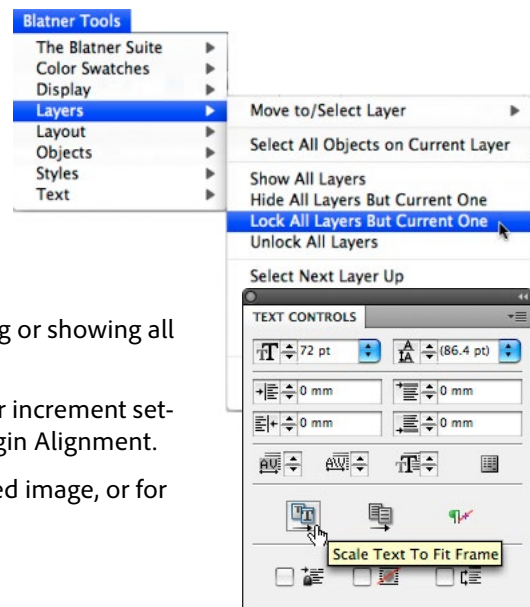 Blatner Tools
The Blatner Suite
Color Swatches
Display
Layers
Layout
Objects
Styles
Text
Move to/Select Layer
Select All Objects on Current Layer
Show All Layers
Hide All Layers But Current One
Lock All Layers But Current One
Unlock All Layers
Select Next Layer Up
g or showing all
r increment set-
gin Alignment.
ed image, or for
TEXT CONTROLS
72 pt
(86.4 pt)
0 mm
0 mm
0 mm
0 mm
Scale Text To Fit Frame